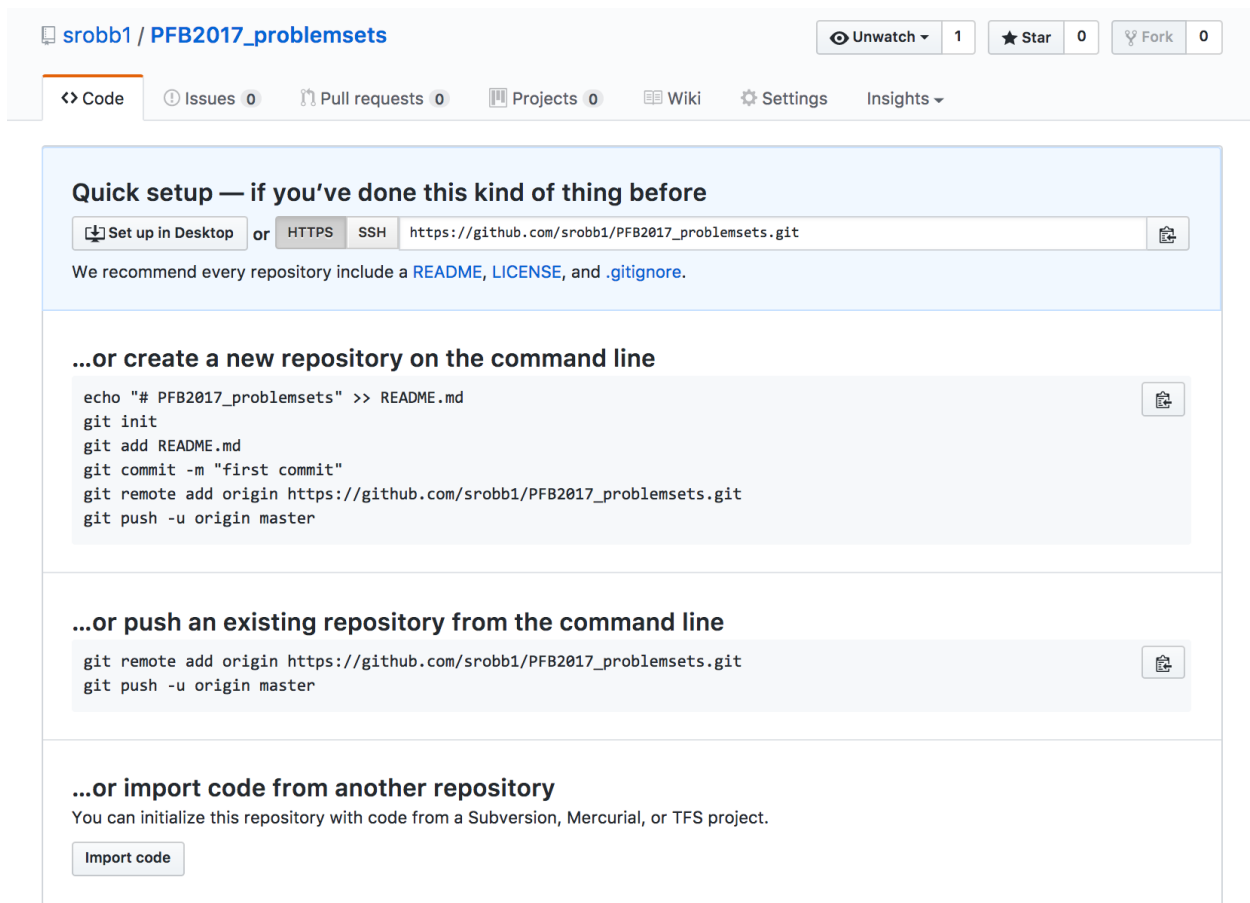 srobb1 / PFB2017_problemsets
Unwatch 1 Star 0 Fork 0
Code Issues 0 Pull requests 0 Projects 0 Wiki Settings Insights
Quick setup — if you’ve done this kind of thing before
Set up in Desktop or HTTPS SSH https://github.com/srobb1/PFB2017_problemsets.git
We recommend every repository include a README, LICENSE, and .gitignore.
...or create a new repository on the command line
echo "# PFB2017_problemsets" >> README.md
git init
git add README.md
git commit -m "first commit"
git remote add origin https://github.com/srobb1/PFB2017_problemsets.git
git push -u origin master
...or push an existing repository from the command line
git remote add origin https://github.com/srobb1/PFB2017_problemsets.git
git push -u origin master
...or import code from another repository
You can initialize this repository with code from a Subversion, Mercurial, or TFS project.
Import code